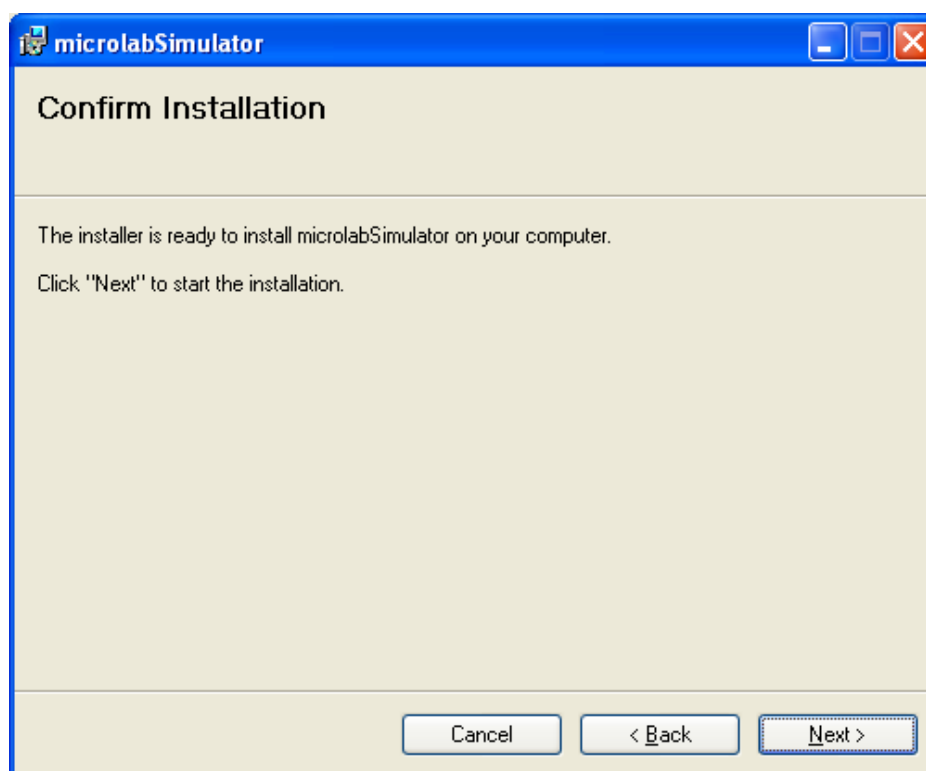 microlabSimulator
Confirm Installation
The installer is ready to install microlabSimulator on your computer.
Click "Next" to start the installation.
Cancel
< Back
Next >